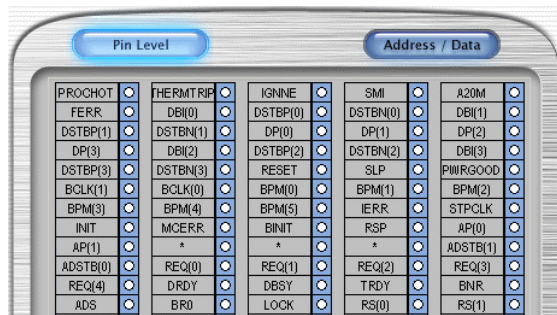 Pin Level Address / Data
PROCHOT THERMTRIP IGNNE SMI A20M
FERR DBI(0) DSTBP(0) DSTBN(0) DBI(1)
DSTBP(1) DSTBN(1) DP(0) DP(1) DP(2)
DP(3) DBI(2) DSTBP(2) DSTBN(2) DBI(3)
DSTBP(3) DSTBN(3) RESET SLP PWRGOOD
BCLK(1) BCLK(0) BPM(0) BPM(1) BPM(2)
BPM(3) BPM(4) BPM(5) IERR STPCLK
INIT MCERR BINIT RSP AP(0)
AP(1) * * * ADSTB(1)
ADSTB(0) REQ(0) REQ(1) REQ(2) REQ(3)
REQ(4) DRDY DBSY TRDY BNR
ADS BR0 LOCK RS(0) RS(1)